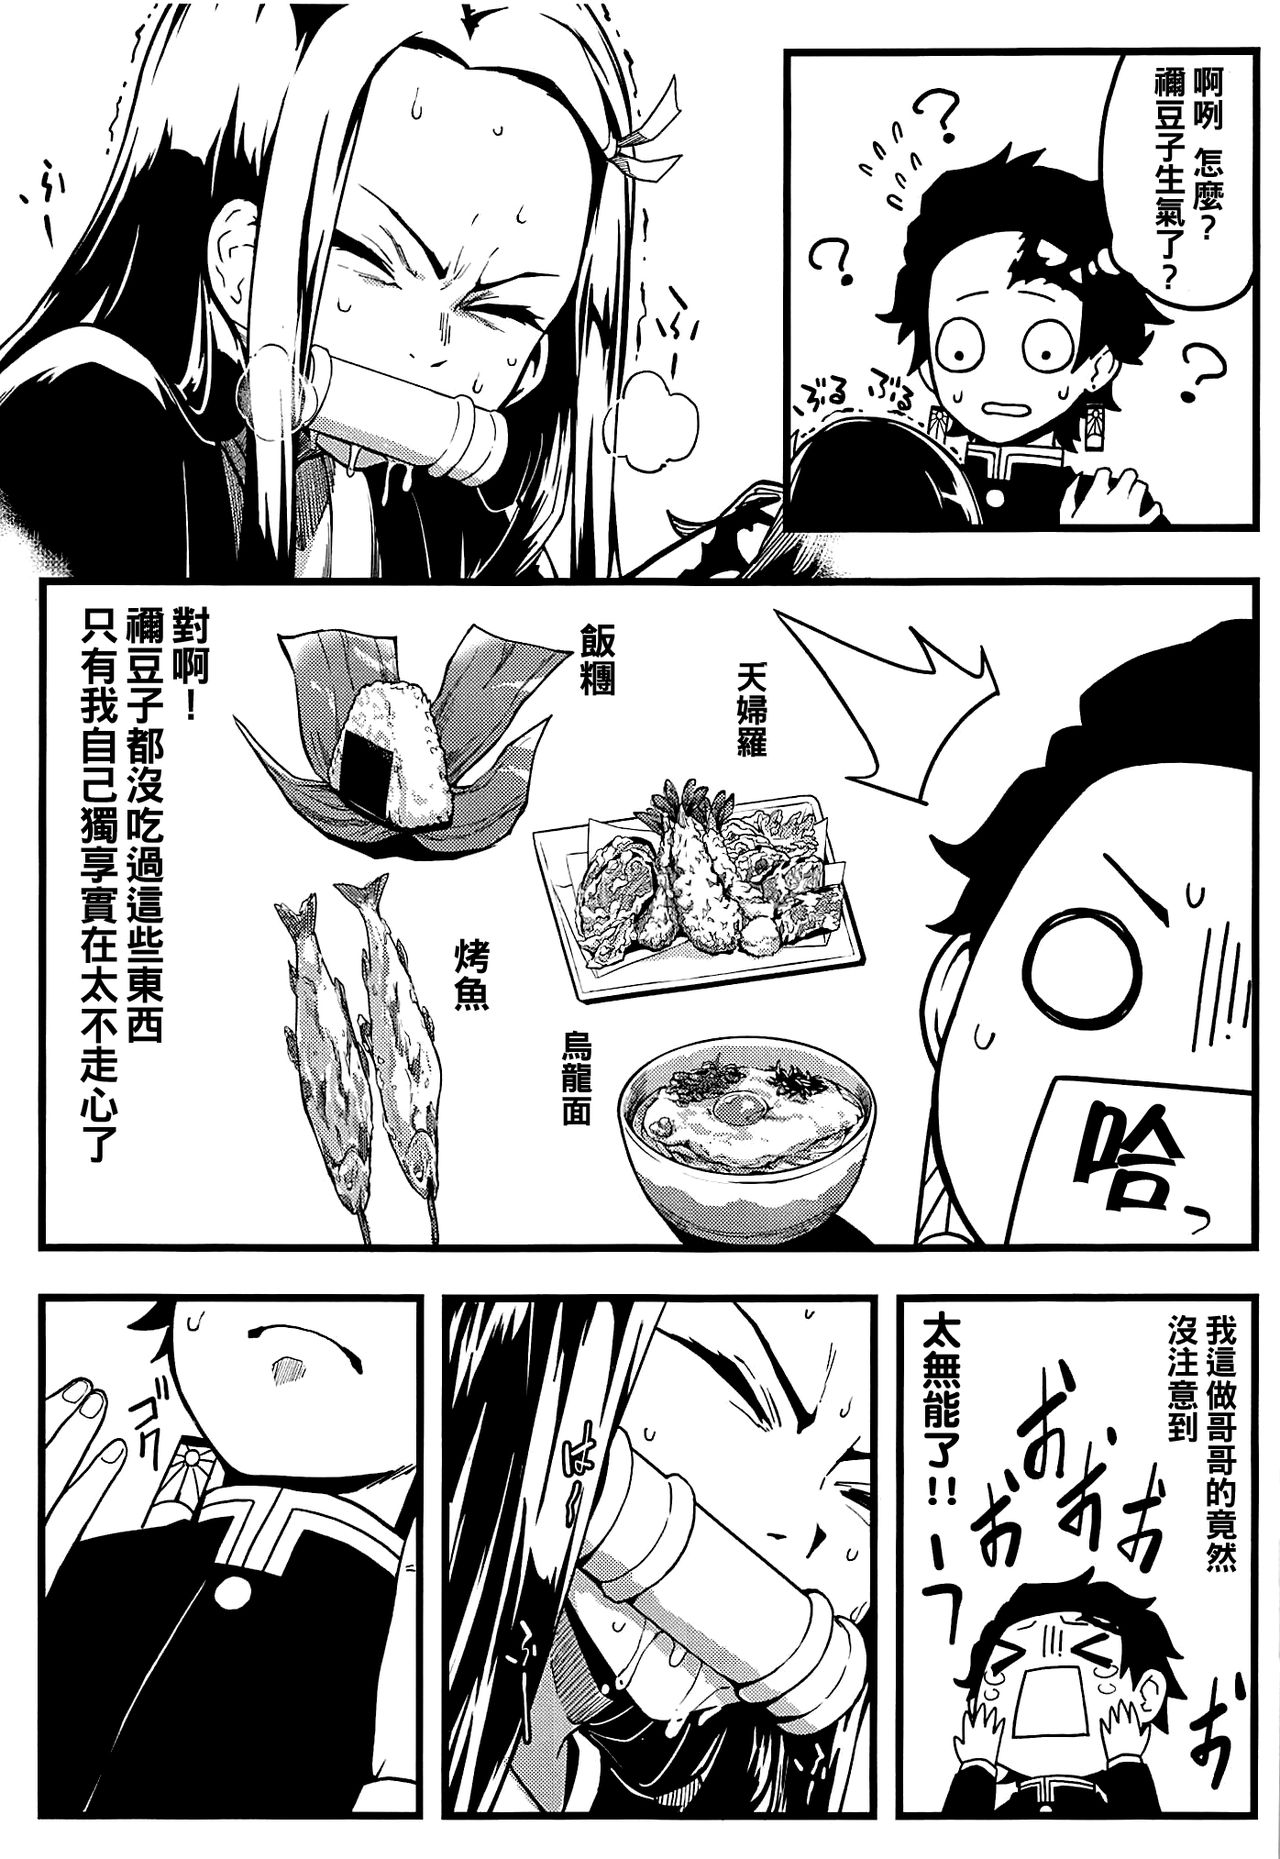 啊咧 怎麼？
禰豆子生氣了？
ぶる
ぶる
ふー
哈っ
天婦羅
飯糰
烤魚
烏龍面
對啊！
禰豆子都沒吃過這些東西
只有我自己獨享實在太不走心了
我這做哥哥的竟然
沒注意到
太無能了!!
おおおおお
おお
はー
ゴク